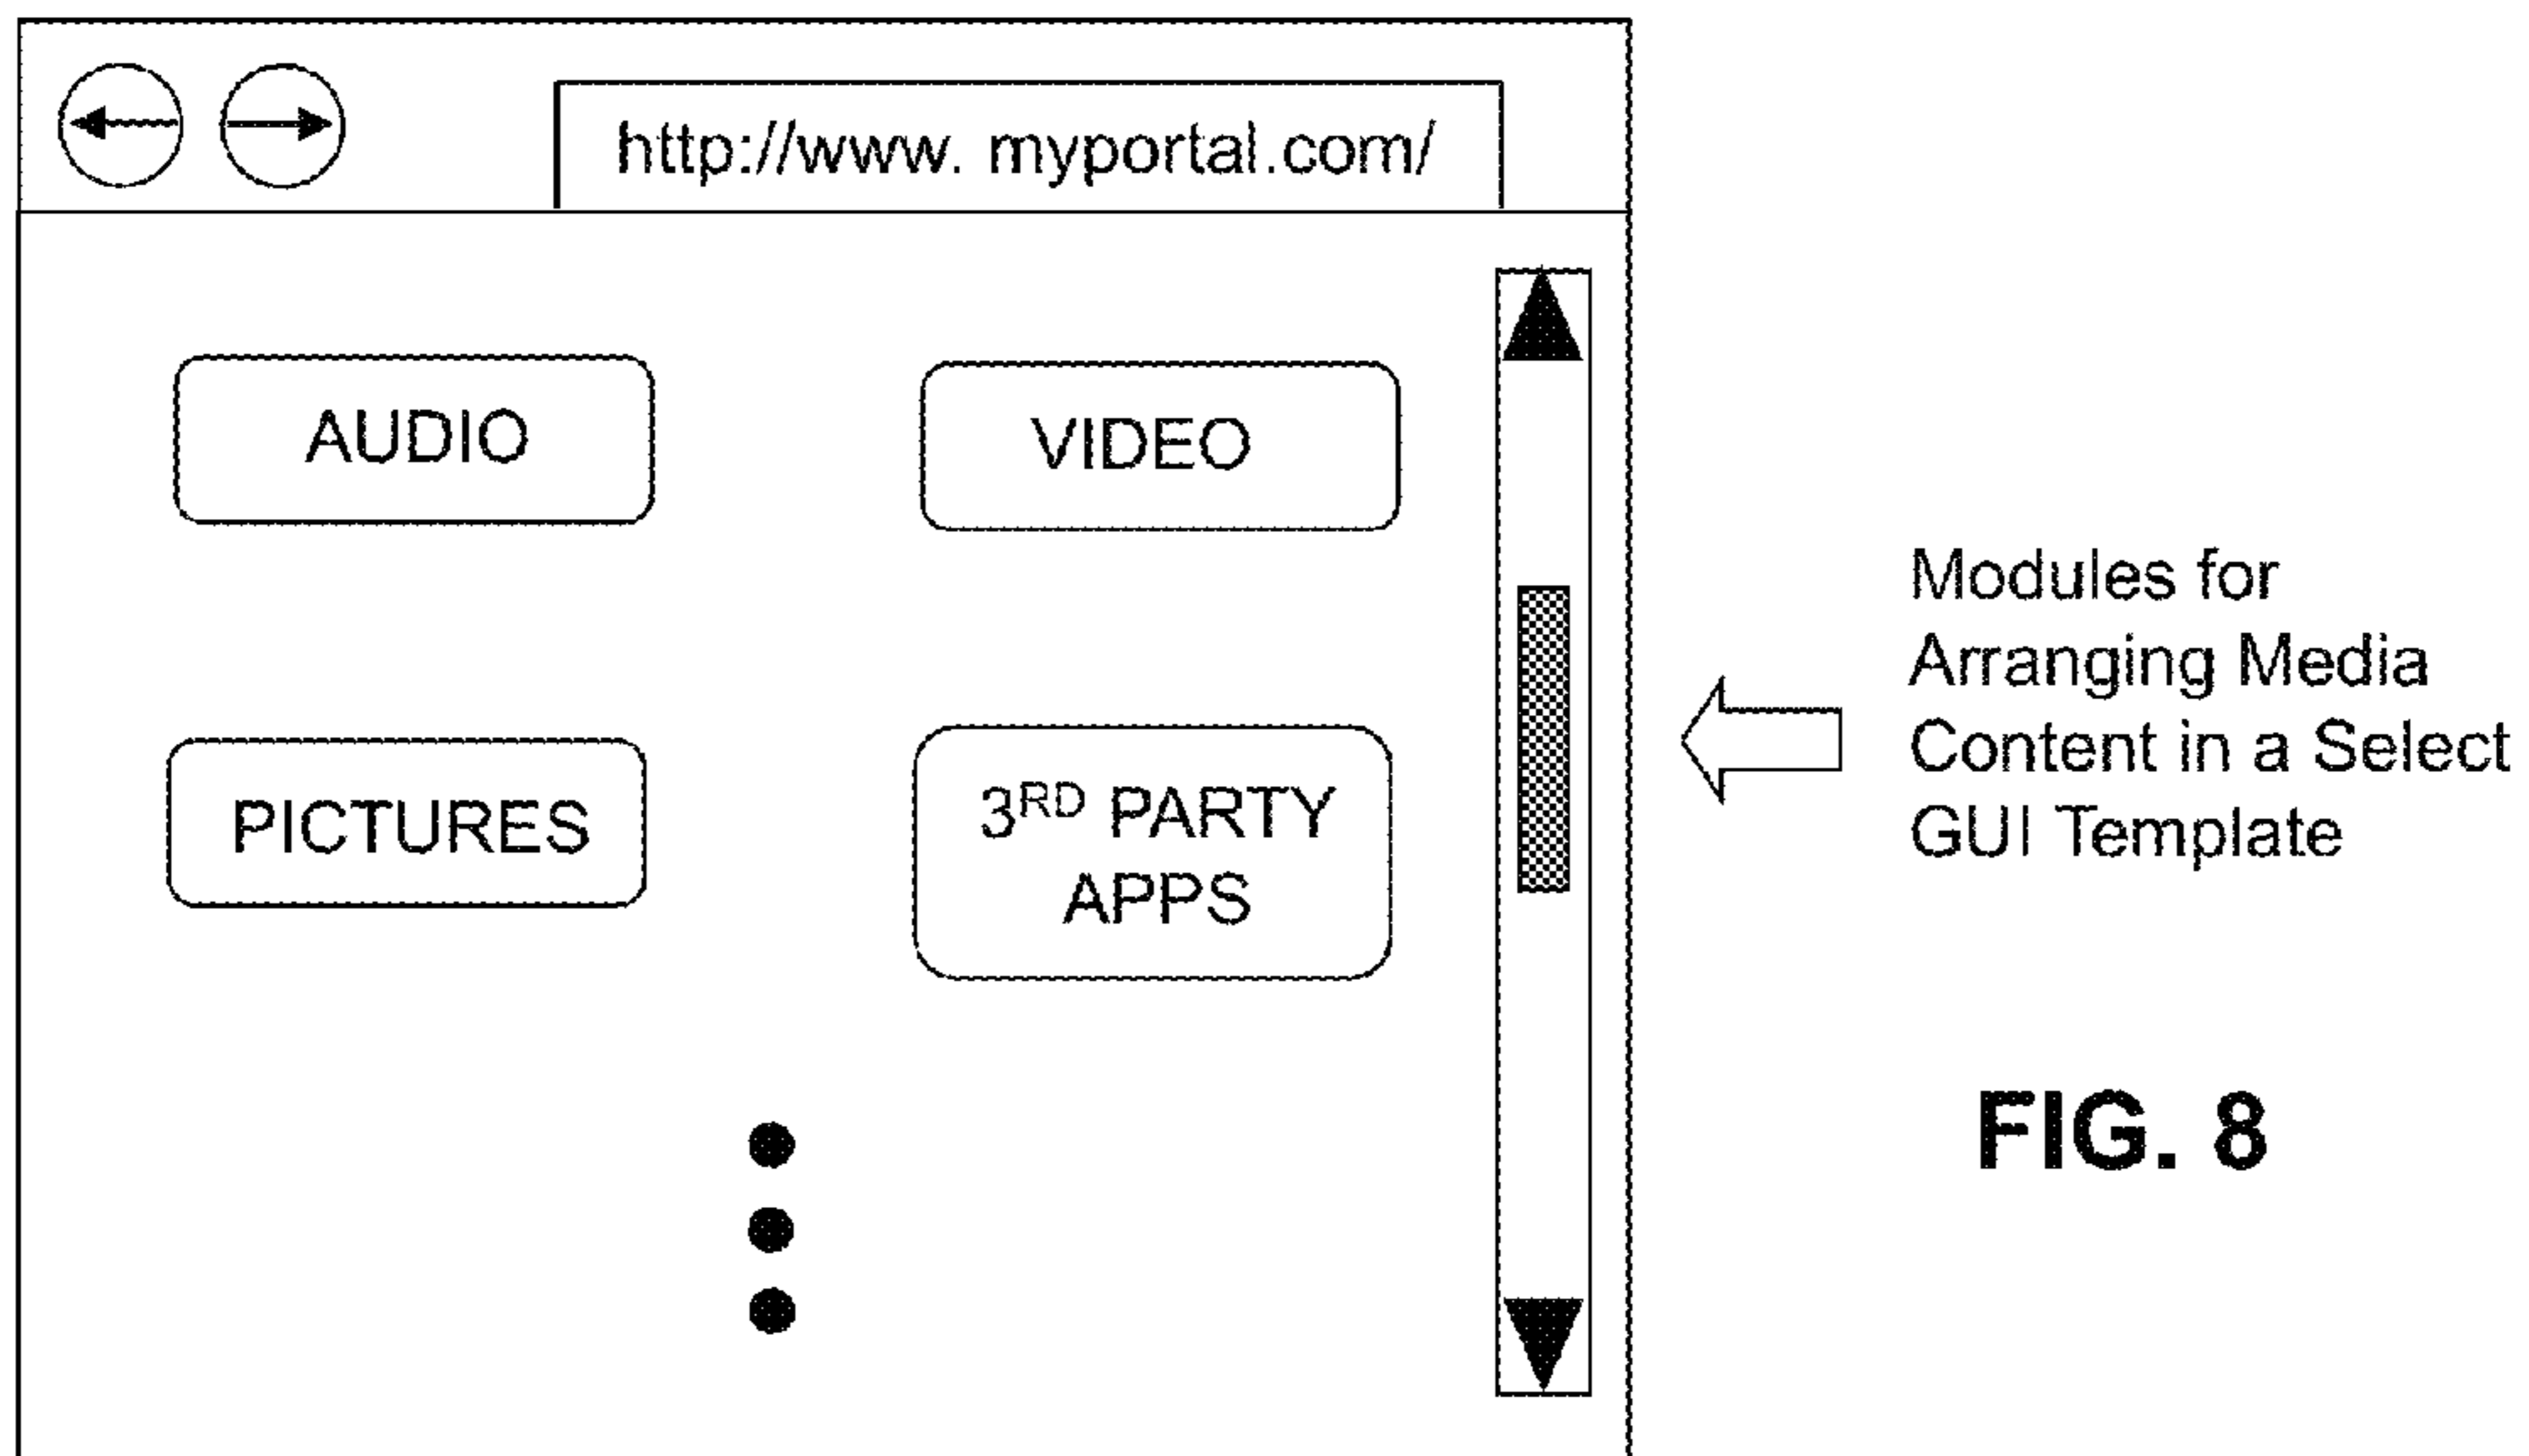 http://www. myportal.com/
AUDIO
VIDEO
PICTURES
3RD PARTY
APPS
Modules for
Arranging Media
Content in a Select
GUI Template
FIG. 8